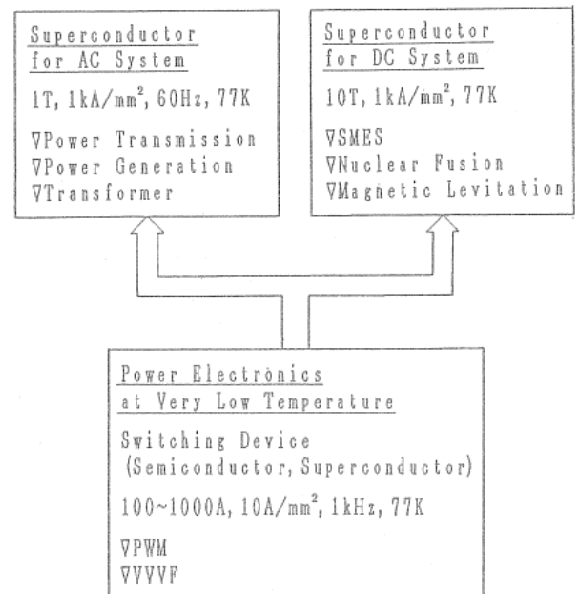 Superconductor
for AC System
1T, 1kA/mm², 60Hz, 77K
∇Power Transmission
∇Power Generation
∇Transformer
Superconductor
for DC System
10T, 1kA/mm², 77K
∇SMES
∇Nuclear Fusion
∇Magnetic Levitation
Power Electronics
at Very Low Temperature
Switching Device
(Semiconductor, Superconductor)
100~1000A, 10A/mm², 1kHz, 77K
∇PWM
∇VVVF